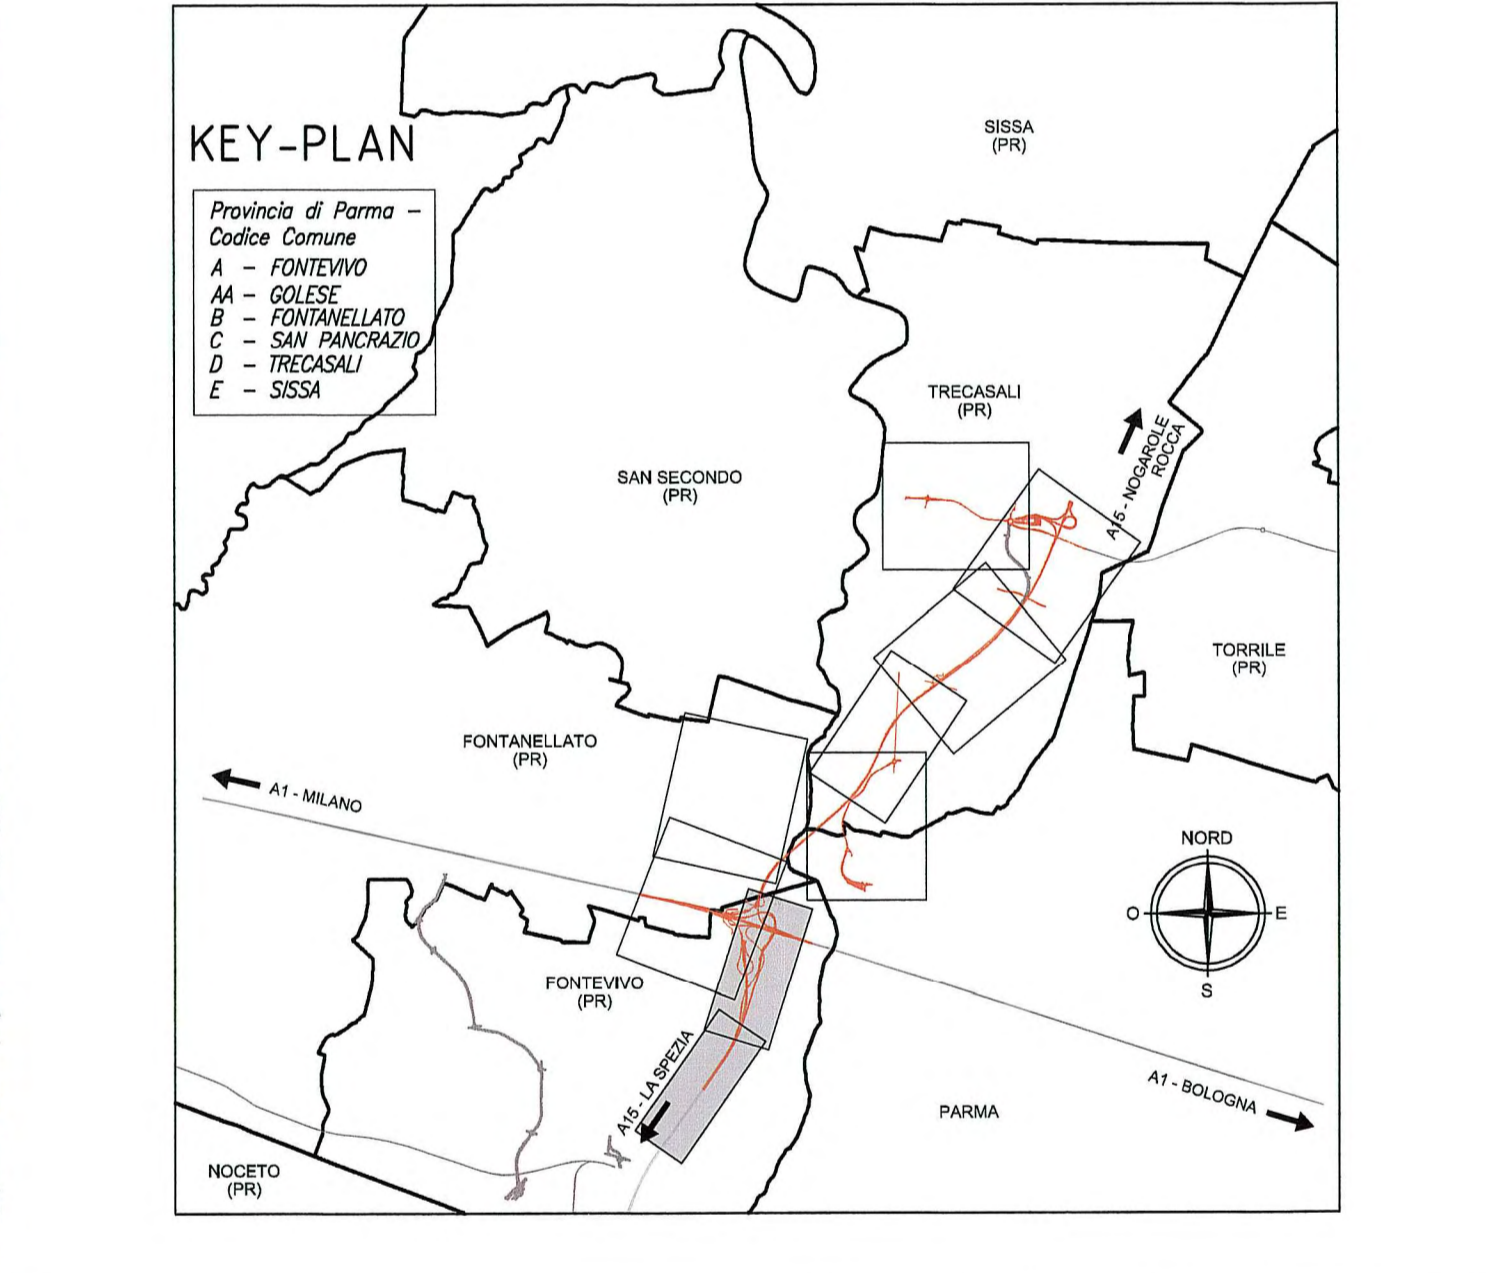 KEY-PLAN
Provincia di Parma –
Codice Comune
A – FONTEVIVO
AA – GOLESE
B – FONTANELLATO
C – SAN PANCRAZIO
D – TRECASALI
E – SISSA
SISSA
(PR)
TRECASALI
(PR)
A15 - NOGAROLE
ROCCA
SAN SECONDO
(PR)
TORRILE
(PR)
FONTANELLATO
(PR)
A1 - MILANO
NORD
O
E
S
FONTEVIVO
(PR)
A15 - LA SPEZIA
A1 - BOLOGNA
PARMA
NOCETO
(PR)